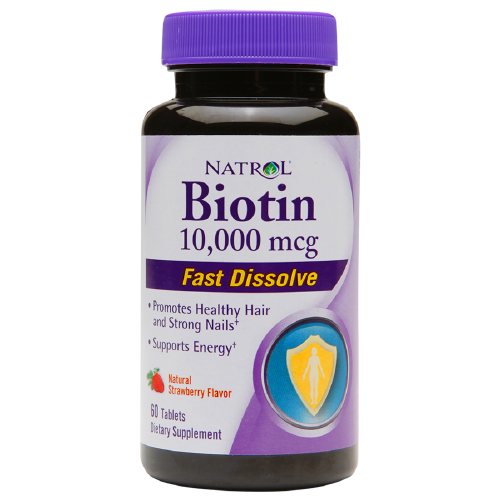 NATROL
Biotin
10,000 mcg
Fast Dissolve
• Promotes Healthy Hair
and Strong Nails†
• Supports Energy†
Natural
Strawberry Flavor
60 Tablets
Dietary Supplement